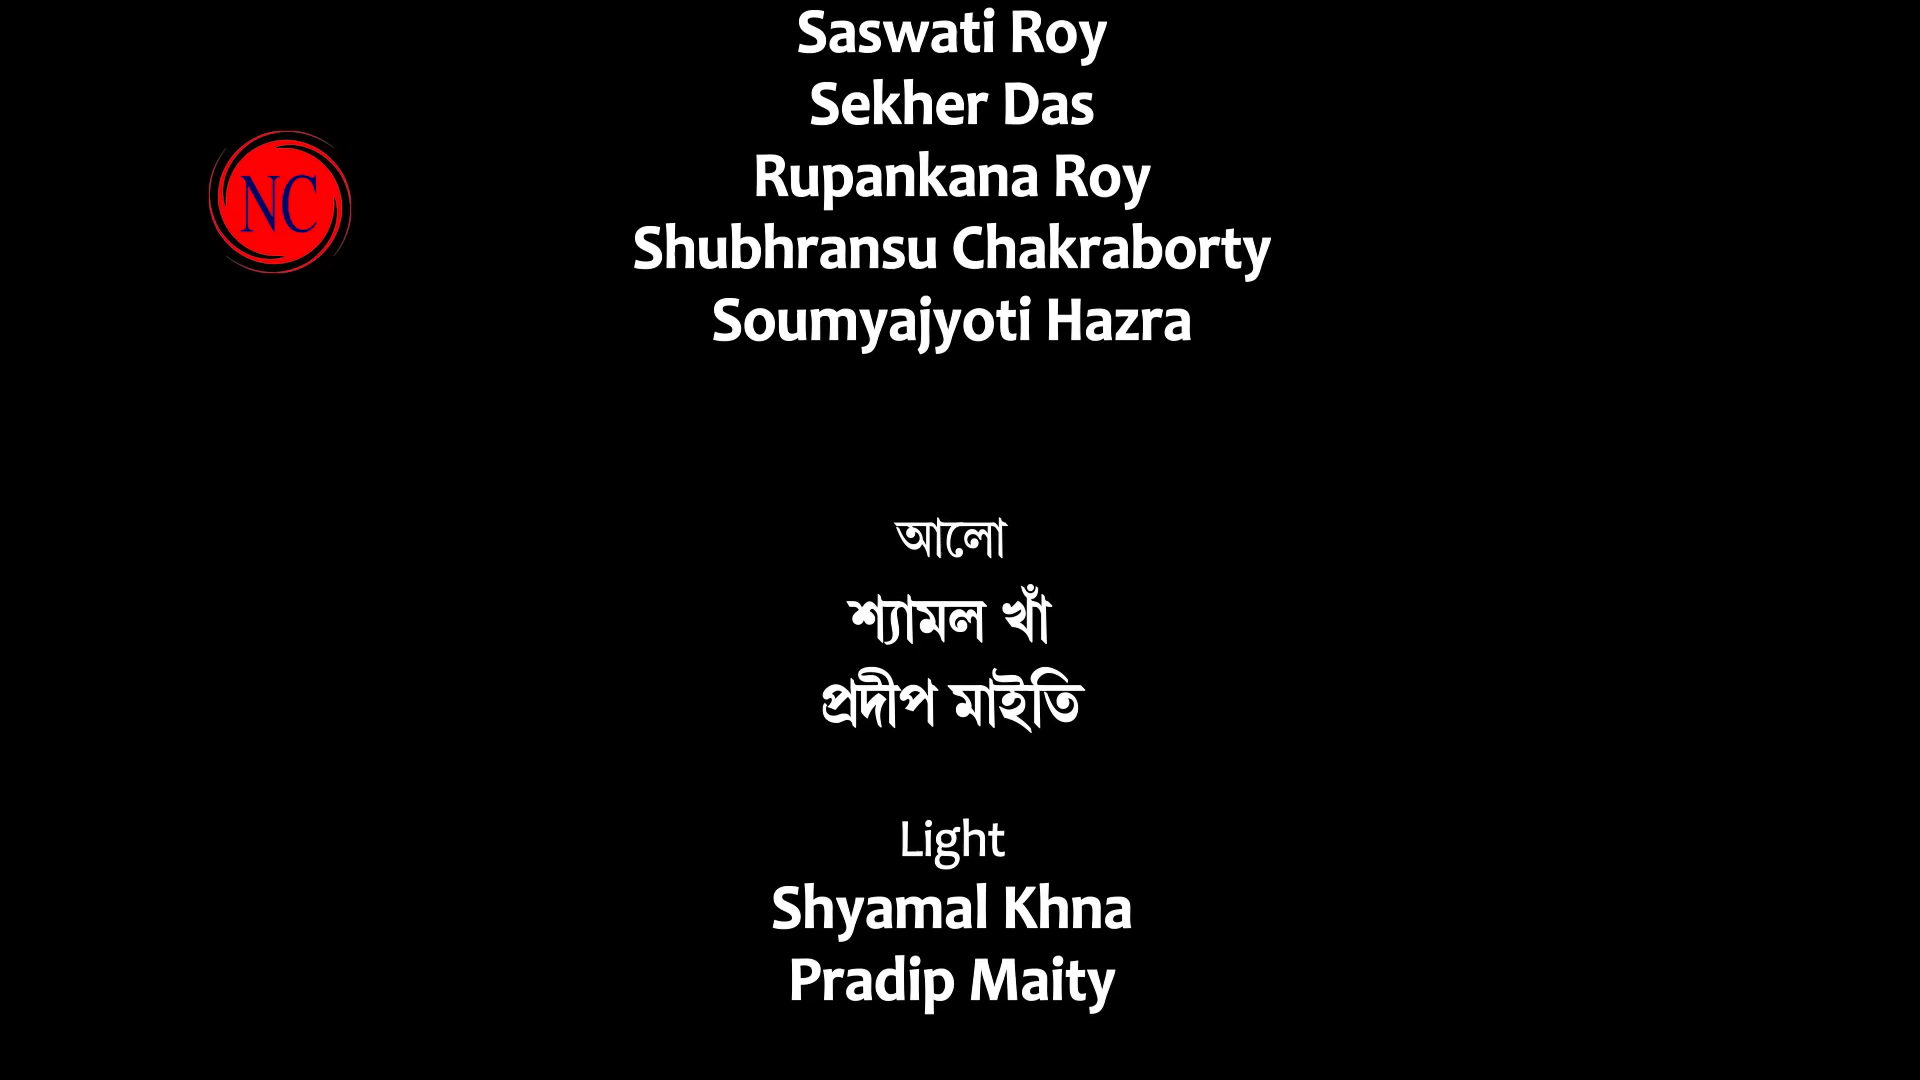 Saswati Roy
Sekher Das
NC
Rupankana Roy
Shubhransu Chakraborty
Soumyajyoti Hazra
আলো
শ্যামল খাঁ
প্রদীপ মাইতি
Light
Shyamal Khna
Pradip Maity